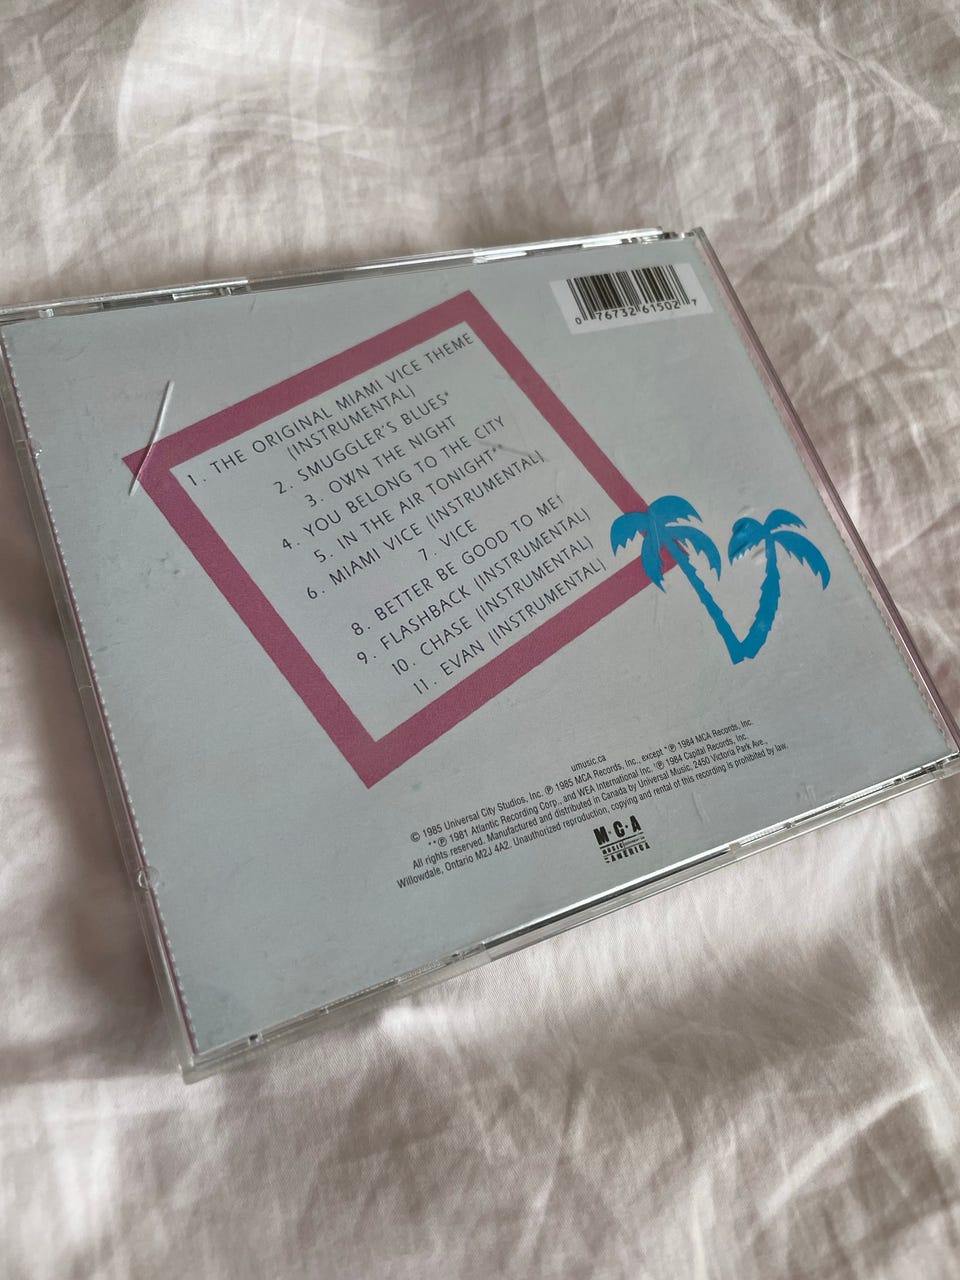 0 76732 61502 7
1. THE ORIGINAL MIAMI VICE THEME
(INSTRUMENTAL)
2. SMUGGLER'S BLUES*
3. OWN THE NIGHT
4. YOU BELONG TO THE CITY
5. IN THE AIR TONIGHT**
6. MIAMI VICE (INSTRUMENTAL)
7. VICE
8. BETTER BE GOOD TO ME†
9. FLASHBACK (INSTRUMENTAL)
10. CHASE (INSTRUMENTAL)
11. EVAN (INSTRUMENTAL)
umusic.ca
© 1985 Universal City Studios, Inc. ℗ 1985 MCA Records, Inc., except *℗ 1984 MCA Records, Inc.
**℗ 1981 Atlantic Recording Corp., and WEA International Inc. †℗ 1984 Capital Records, Inc.
All rights reserved. Manufactured and distributed in Canada by Universal Music, 2450 Victoria Park Ave.,
Willowdale, Ontario M2J 4A2. Unauthorized reproduction, copying and rental of this recording is prohibited by law.
M·C·A
MUSIC
AMERICA